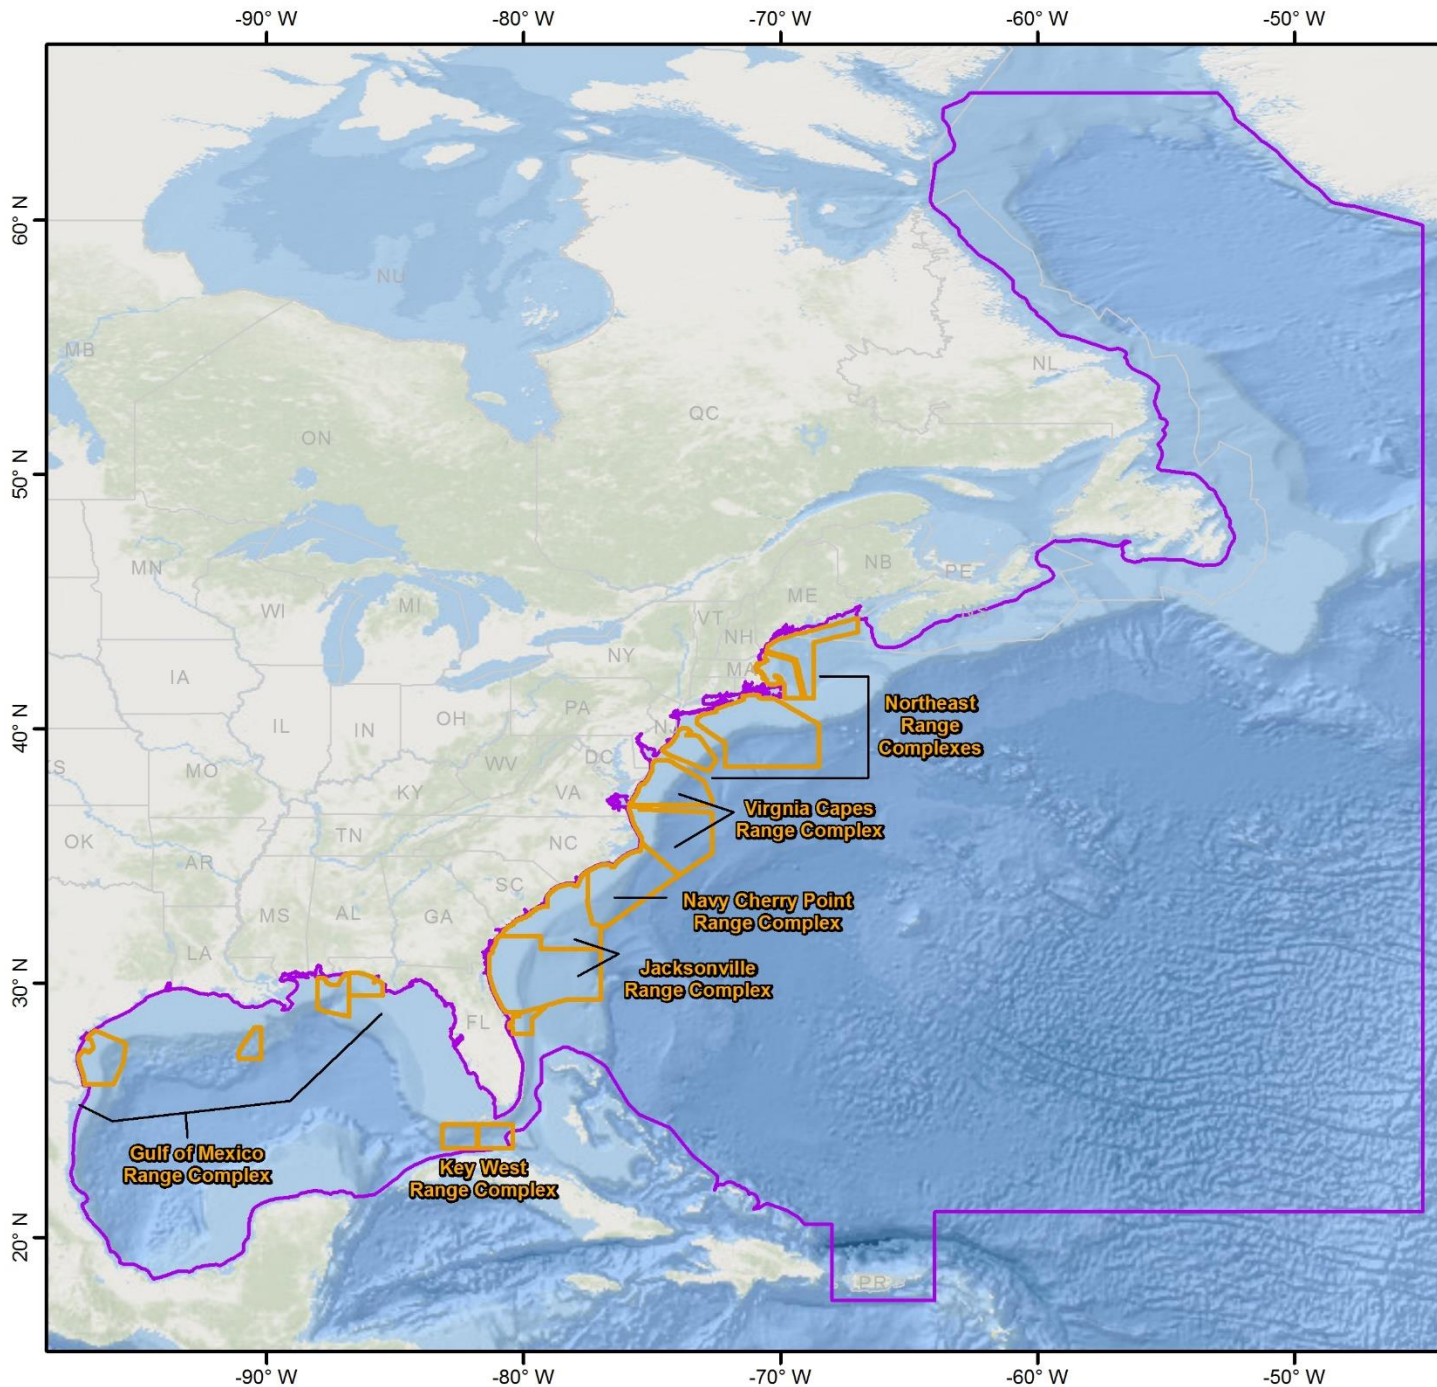 -90° W
-80° W
-70° W
-60° W
-50° W
60° N
50° N
40° N
30° N
20° N
NU
MB
NL
QC
ON
NB
PE
NS
MN
ME
WI
MI
VT
NH
NY
MA
IA
PA
NJ
IL
IN
OH
DC
MO
WV
KY
VA
OK
TN
NC
AR
SC
MS
AL
GA
LA
FL
PR
Northeast
Range
Complexes
Virgnia Capes
Range Complex
Navy Cherry Point
Range Complex
Jacksonville
Range Complex
Gulf of Mexico
Range Complex
Key West
Range Complex
-90° W
-80° W
-70° W
-60° W
-50° W